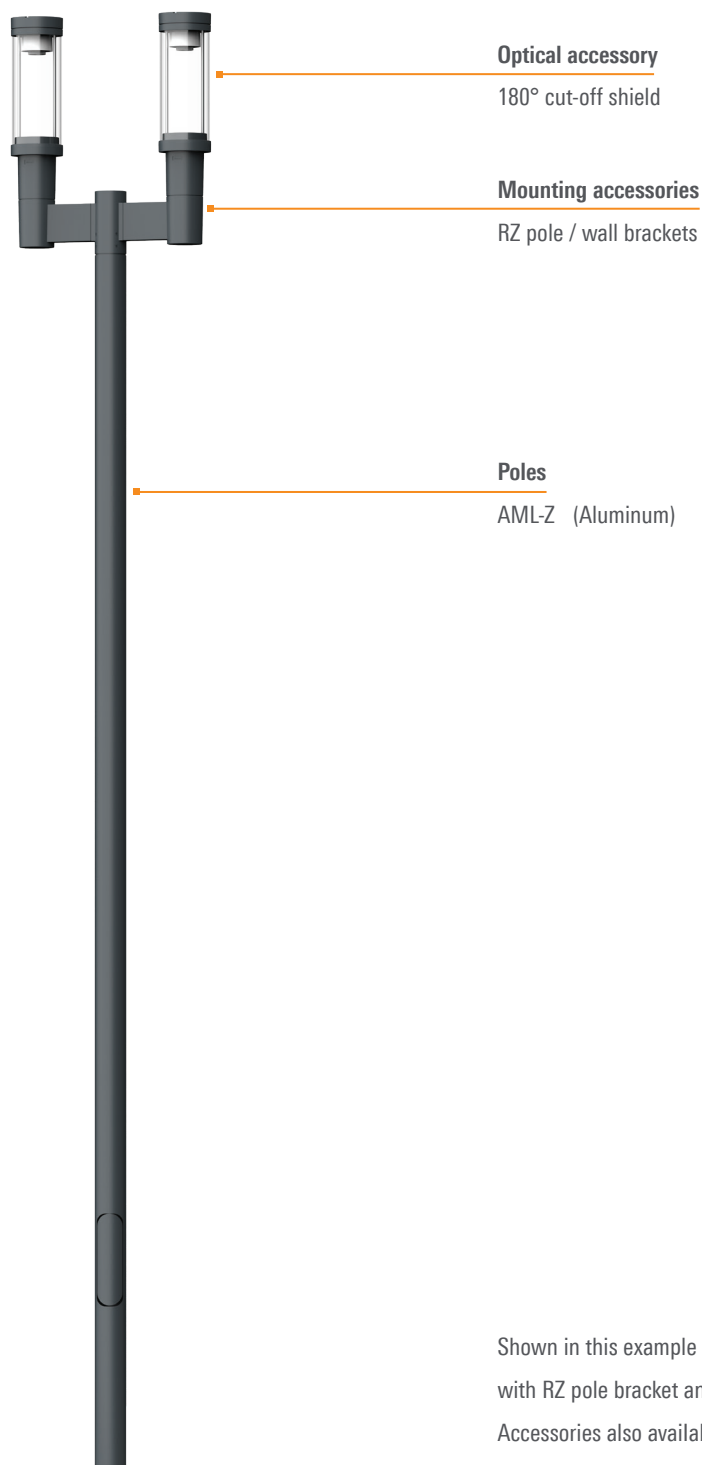 Optical accessory
180° cut-off shield
Mounting accessories
RZ pole / wall brackets
Poles
AML-Z (Aluminum)
Shown in this example
with RZ pole bracket
Accessories also